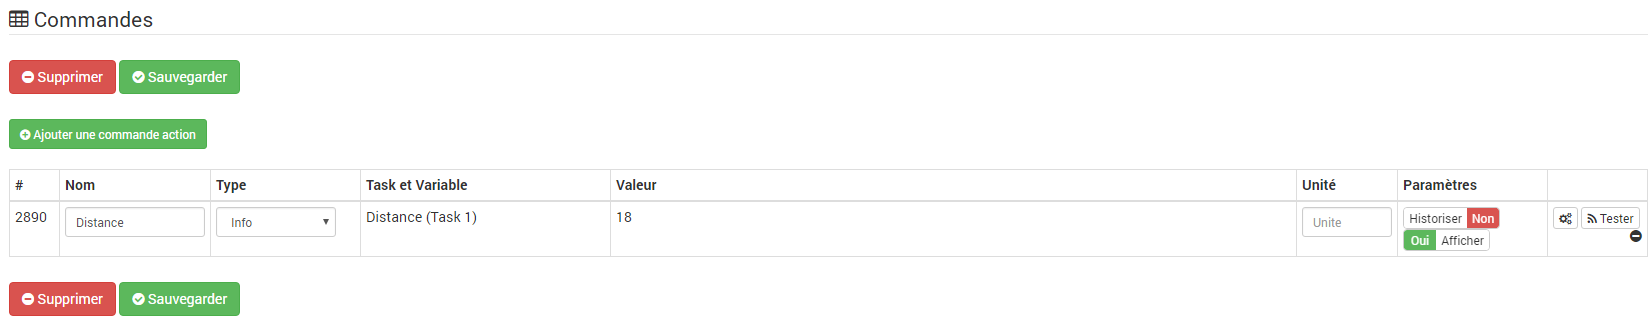 Commandes
Supprimer Sauvegarder
Ajouter une commande action
# Nom Type Task et Variable Valeur Unité Paramètres
2890 Distance Info Distance (Task 1) 18 Unite Historiser Non Tester
Oui Afficher
Supprimer Sauvegarder